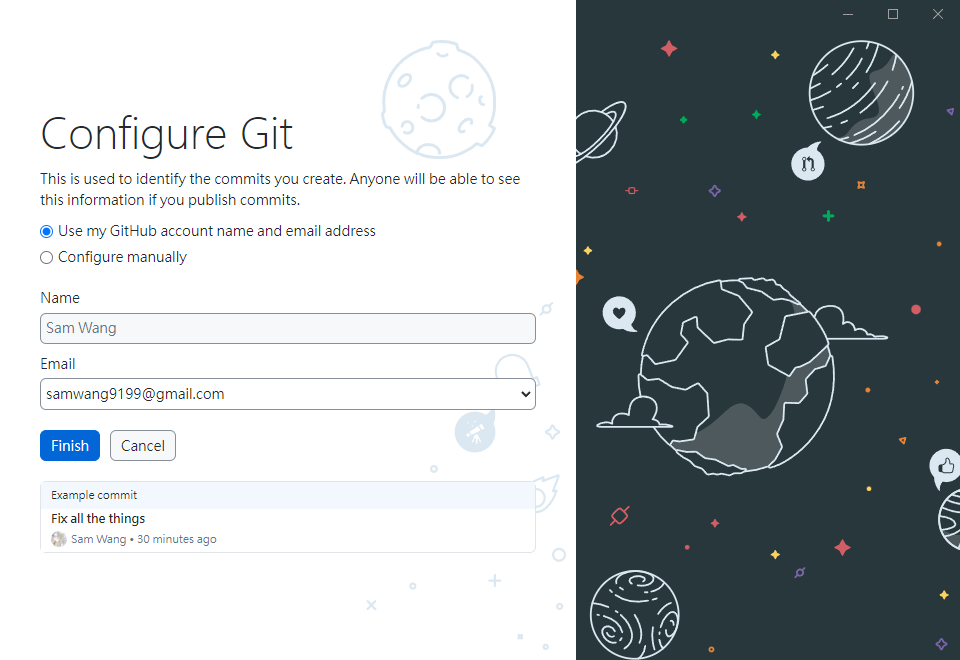 Configure Git
This is used to identify the commits you create. Anyone will be able to see
this information if you publish commits.
Use my GitHub account name and email address
Configure manually
Name
Sam Wang
Email
samwang9199@gmail.com
Finish
Cancel
Example commit
Fix all the things
Sam Wang • 30 minutes ago